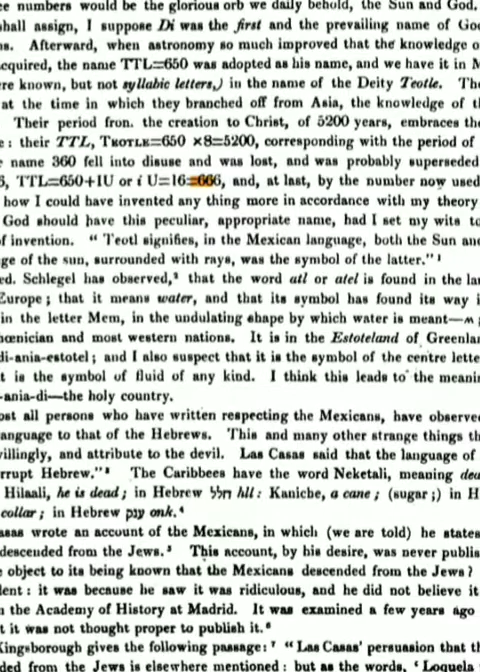 ee numbers would be the glorious orb we daily behold, the Sun and God,
shall assign, I suppose Di was the first and the prevailing name of Go
ns. Afterward, when astronomy so much improved that the knowledge o
cquired, the name TTL=650 was adopted as his name, and we have it in M
ere known, but not syllabic letters,) in the name of the Deity Teotle. The
at the time in which they branched off from Asia, the knowledge of t
Their period fron. the creation to Christ, of 5200 years, embraces the
e: their TTL, TEOTLE=650 ×8=5200, corresponding with the period of
e name 360 fell into disuse and was lost, and was probably superseded
6, TTL=650+IU or i U=16=666, and, at last, by the number now used
how I could have invented any thing more in accordance with my theory
God should have this peculiar, appropriate name, had I set my wits to
of invention. " Teotl signifies, in the Mexican language, both the Sun and
ge of the sun, surrounded with rays, was the symbol of the latter." 1
ed. Schlegel has observed,2 that the word atl or atel is found in the la
Europe; that it means water, and that its symbol has found its way i
in the letter Mem, in the undulating shape by which water is meant—
hœnician and most western nations. It is in the Estoteland of Greenla
di-ania-estotel; and I also suspect that it is the symbol of the centre lette
t is the symbol of fluid of any kind. I think this leads to the meani
-ania-di—the holy country.
ost all persons who have written respecting the Mexicans, have observe
anguage to that of the Hebrews. This and many other strange things th
villingly, and attribute to the devil. Las Casas said that the language of
rrupt Hebrew." 3 The Caribbees have the word Neketali, meaning dea
Hilaali, he is dead; in Hebrew חלל hll: Kaniche, a cane; (sugar;) in H
collar; in Hebrew ענק onk.4
asas wrote an account of the Mexicans, in which (we are told) he states
descended from the Jews.5 This account, by his desire, was never publis
e object to its being known that the Mexicans descended from the Jews?
dent: it was because he saw it was ridiculous, and he did not believe it
n the Academy of History at Madrid. It was examined a few years ago
t it was not thought proper to publish it.6
Kingsborough gives the following passage: 7 " Las Casas' persuasion that th
ded from the Jews is elsewhere mentioned: but as the words, ' Loquela